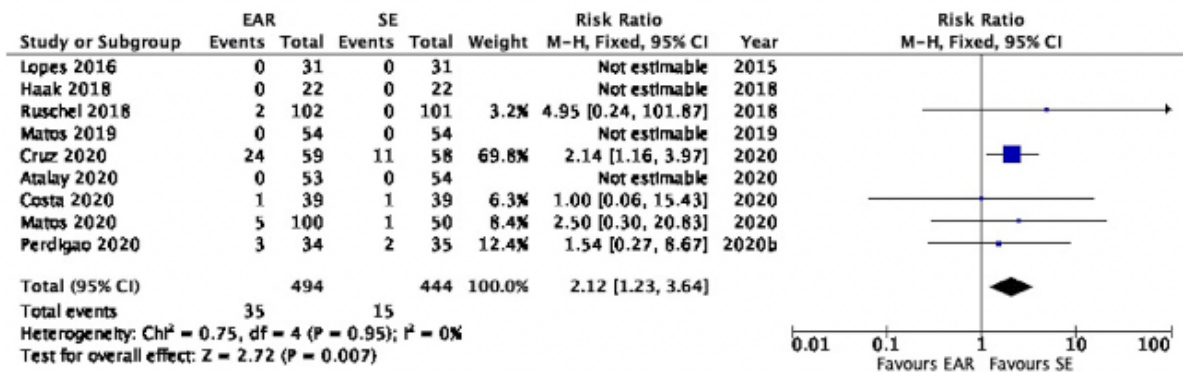 EAR SE Risk Ratio Risk Ratio
Study or Subgroup Events Total Events Total Weight M-H, Fixed, 95% CI Year M-H, Fixed, 95% CI
Lopes 2016 0 31 0 31 Not estimable 2015
Haak 2018 0 22 0 22 Not estimable 2018
Ruschel 2018 2 102 0 101 3.2% 4.95 [0.24, 101.87] 2018
Matos 2019 0 54 0 54 Not estimable 2019
Cruz 2020 24 59 11 58 69.8% 2.14 [1.16, 3.97] 2020
Atalay 2020 0 53 0 54 Not estimable 2020
Costa 2020 1 39 1 39 6.3% 1.00 [0.06, 15.43] 2020
Matos 2020 5 100 1 50 8.4% 2.50 [0.30, 20.83] 2020
Perdigao 2020 3 34 2 35 12.4% 1.54 [0.27, 8.67] 2020b
Total (95% CI) 494 444 100.0% 2.12 [1.23, 3.64]
Total events 35 15
Heterogeneity: Chi² = 0.75, df = 4 (P = 0.95); I² = 0%
Test for overall effect: Z = 2.72 (P = 0.007)
0.01 0.1 1 10 100
Favours EAR Favours SE